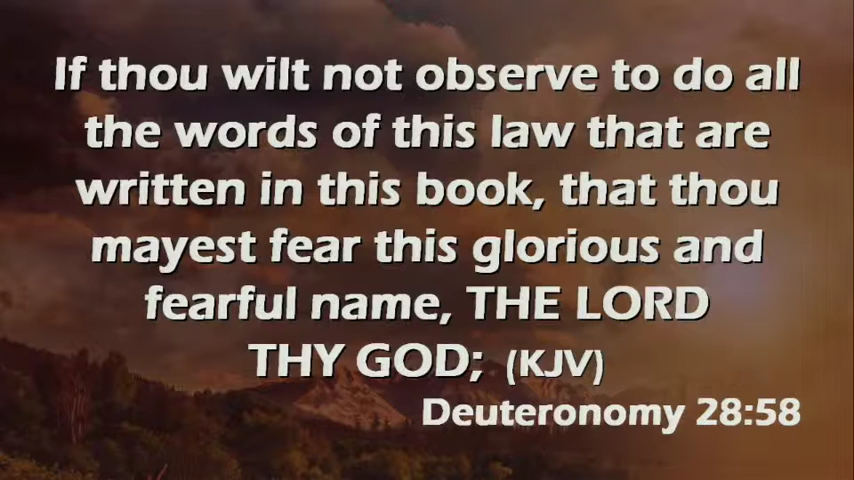 If thou wilt not observe to do all
the words of this law that are
written in this book, that thou
mayest fear this glorious and
fearful name, THE LORD
THY GOD; (KJV)
Deuteronomy 28:58